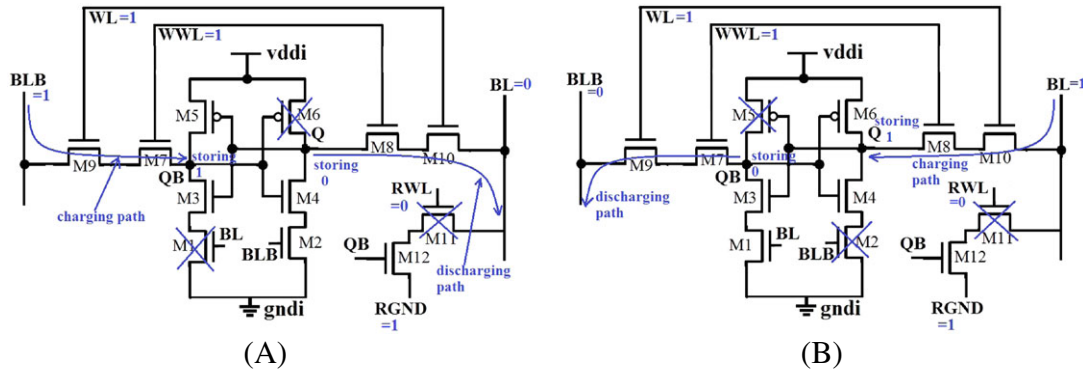 WL=1
WWL=1
vddi
BLB
=1
BL=0
M5
M6
Q
M9
M7
storing
1
QB
M8
M10
storing
0
charging path
M3
M4
RWL
=0
M1
BL
BLB
M2
M11
QB
M12
discharging
path
gndi
RGND
=1
(A)
WL=1
WWL=1
vddi
BLB
=0
BL=1
M5
M6
storing
1
Q
M9
M7
storing
0
QB
M8
M10
charging
path
discharging
path
M3
M4
RWL
=0
M1
BL
BLB
M2
M11
QB
M12
gndi
RGND
=1
(B)